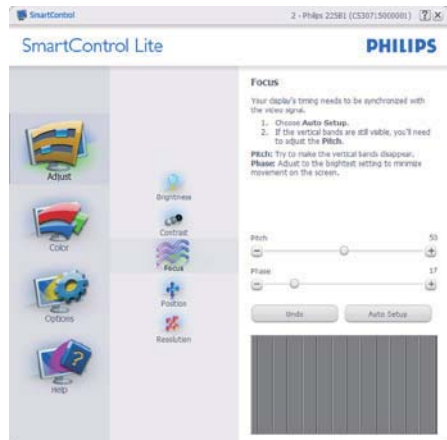 SmartControl
2 - Philips 225B1 (C530715000001)
SmartControl Lite
PHILIPS
Adjust
Color
Options
Help
Brightness
Contrast
Focus
Position
Resolution
Focus
Your display's timing needs to be synchronized with
the video signal.
1. Choose Auto Setup.
2. If the vertical bands are still visible, you'll need
to adjust the Pitch.
Pitch: Try to make the vertical bands disappear.
Phase: Adjust to the brightest setting to minimize
movement on the screen.
Pitch 53
Phase 17
Undo
Auto Setup